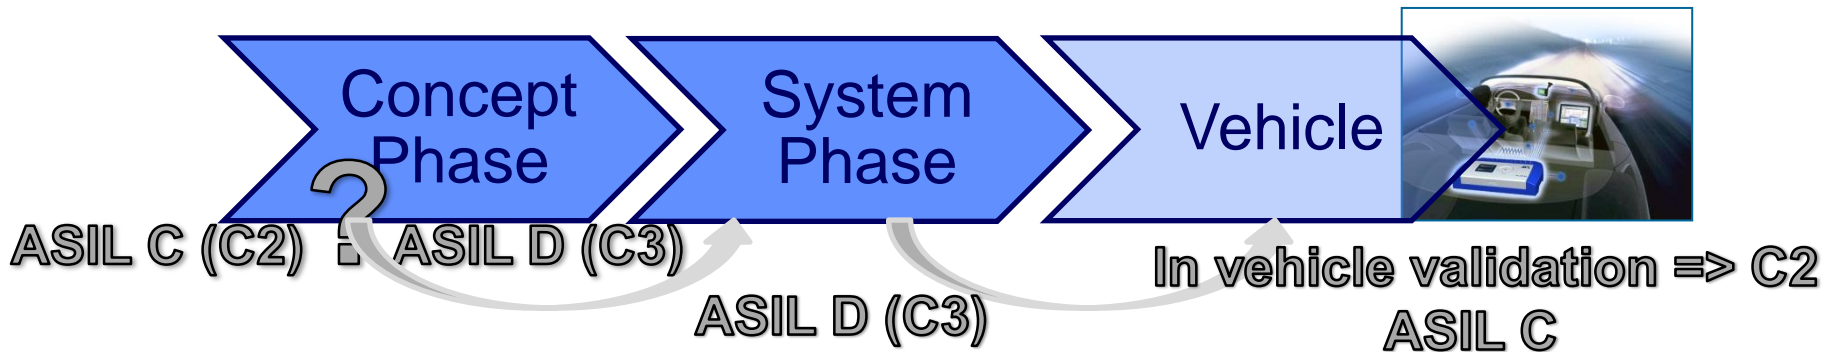 Concept
Phase
System
Phase
Vehicle
ASIL C (C2) ? ASIL D (C3)
ASIL D (C3)
In vehicle validation => C2
ASIL C